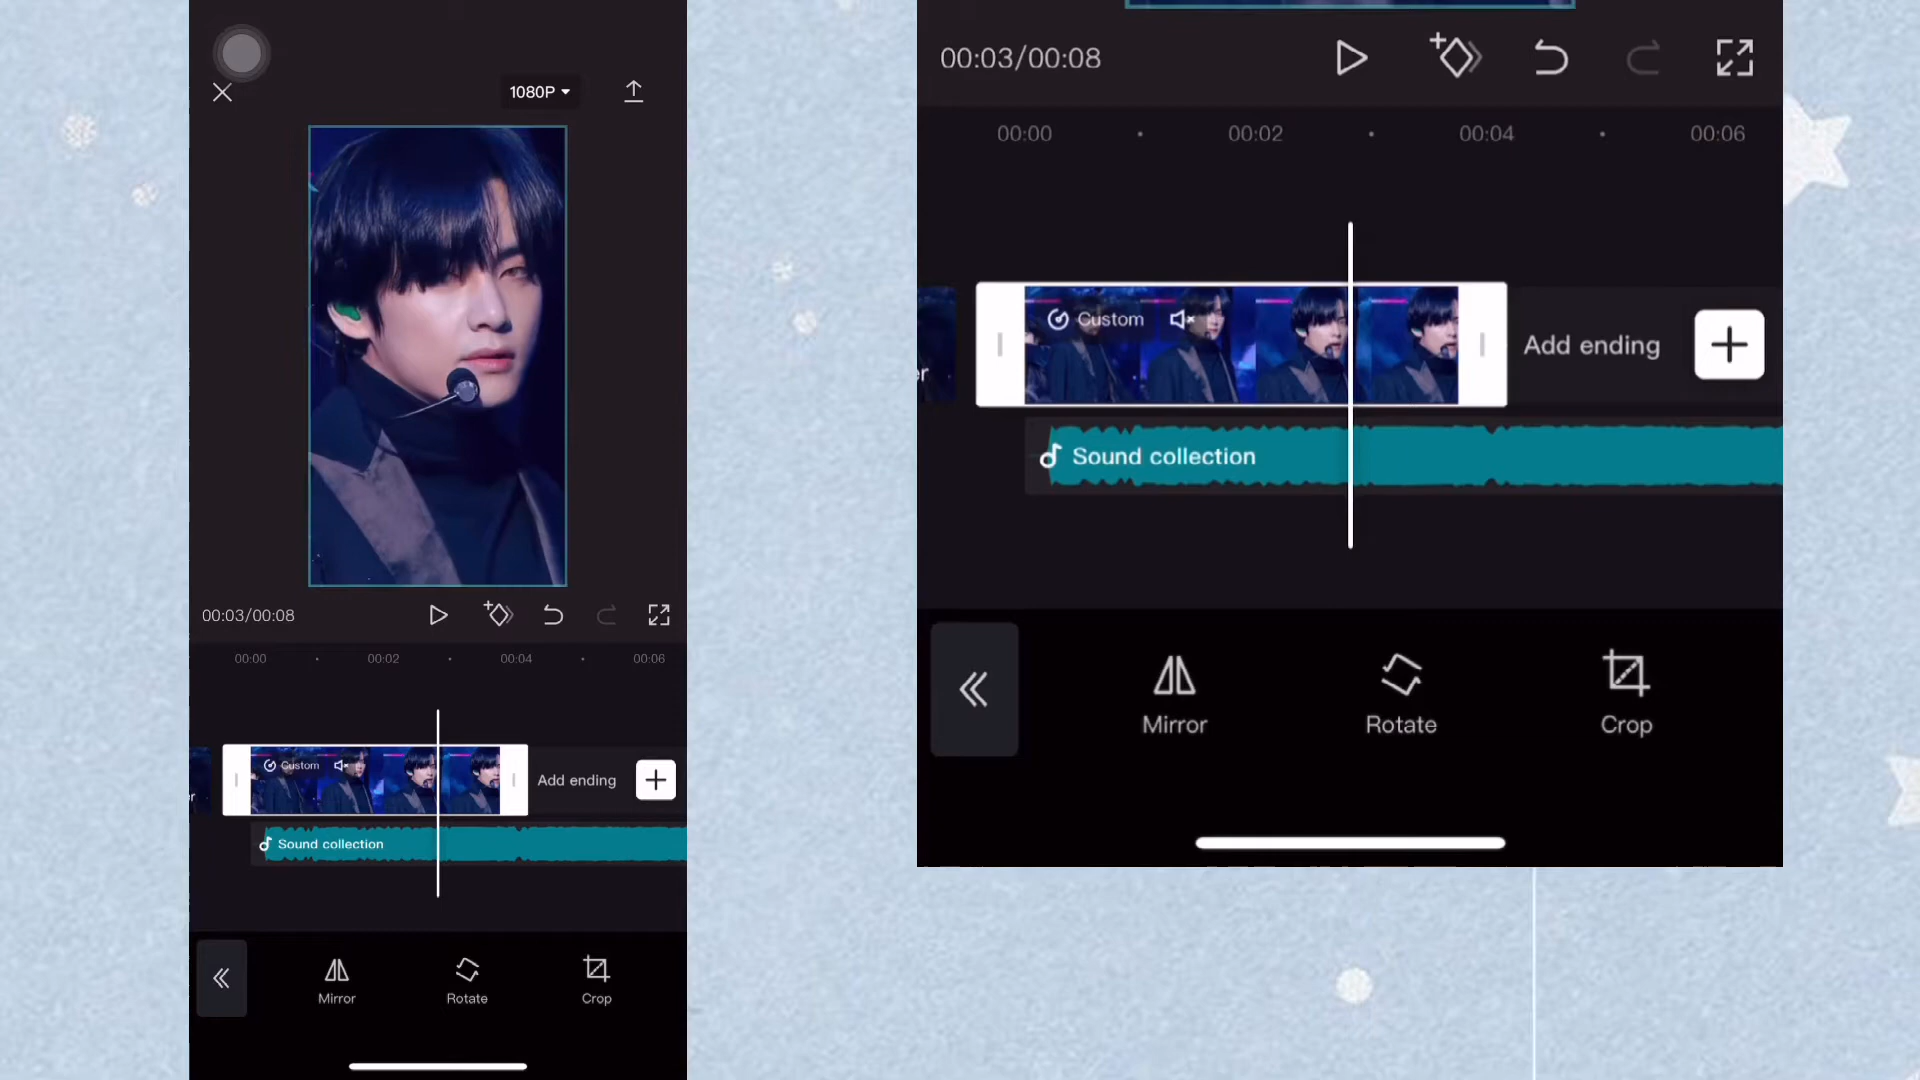 1080P
00:03/00:08
00:00
00:02
00:04
00:06
r
Custom
Add ending
Sound collection
Mirror
Rotate
Crop
00:03/00:08
00:00
00:02
00:04
00:06
er
Custom
Add ending
Sound collection
Mirror
Rotate
Crop